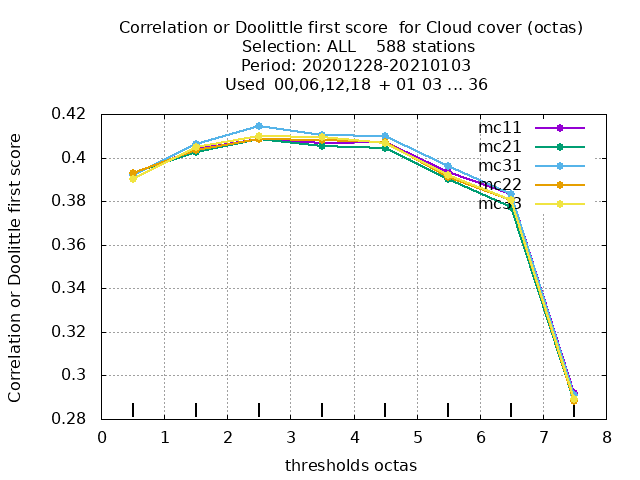 Correlation or Doolittle first score for Cloud cover (octas)
Selection: ALL 588 stations
Period: 20201228-20210103
Used 00,06,12,18 + 01 03 ... 36
Correlation or Doolittle first score
0.42
0.4
0.38
0.36
0.34
0.32
0.3
0.28
mc11
mc21
mc31
mc22
0 1 2 3 4 5 6 7 8
thresholds octas